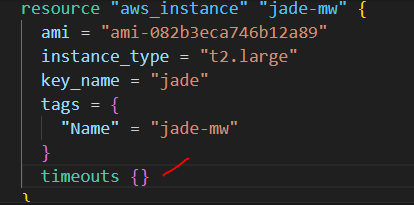 resource "aws_instance" "jade-mw" {
ami = "ami-082b3eca746b12a89"
instance_type = "t2.large"
key_name = "jade"
tags = {
"Name" = "jade-mw"
}
timeouts {}
}